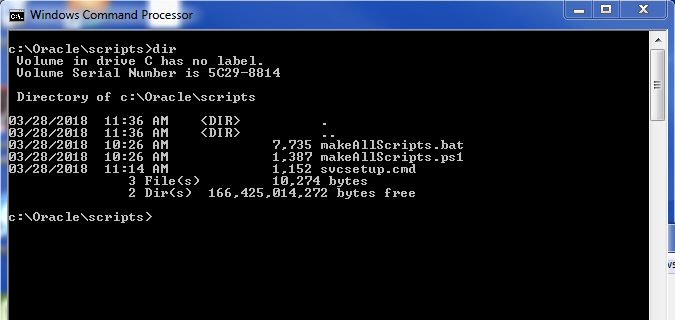 Windows Command Processor
c:\Oracle\scripts>dir
 Volume in drive C has no label.
 Volume Serial Number is 5C29-8814

 Directory of c:\Oracle\scripts

03/28/2018  11:36 AM    <DIR>          .
03/28/2018  11:36 AM    <DIR>          ..
03/28/2018  10:26 AM             7,735 makeAllScripts.bat
03/28/2018  10:26 AM             1,387 makeAllScripts.ps1
03/28/2018  11:14 AM             1,152 svcsetup.cmd
               3 File(s)         10,274 bytes
               2 Dir(s)  166,425,014,272 bytes free

c:\Oracle\scripts>